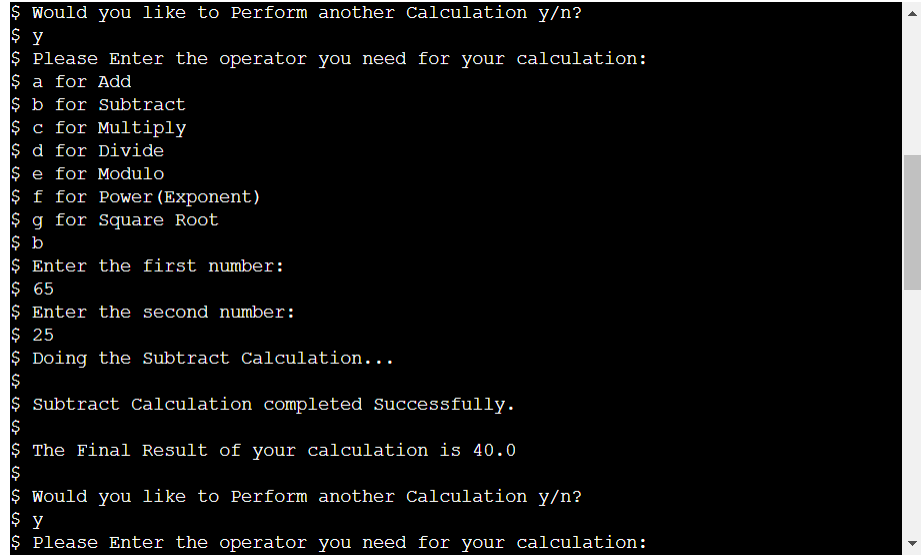 $ Would you like to Perform another Calculation y/n?
$ y
$ Please Enter the operator you need for your calculation:
$ a for Add
$ b for Subtract
$ c for Multiply
$ d for Divide
$ e for Modulo
$ f for Power(Exponent)
$ g for Square Root
$ b
$ Enter the first number:
$ 65
$ Enter the second number:
$ 25
$ Doing the Subtract Calculation...
$
$ Subtract Calculation completed Successfully.
$
$ The Final Result of your calculation is 40.0
$
$ Would you like to Perform another Calculation y/n?
$ y
$ Please Enter the operator you need for your calculation: